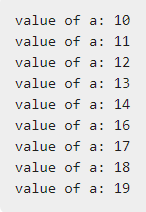 value of a: 10
value of a: 11
value of a: 12
value of a: 13
value of a: 14
value of a: 16
value of a: 17
value of a: 18
value of a: 19